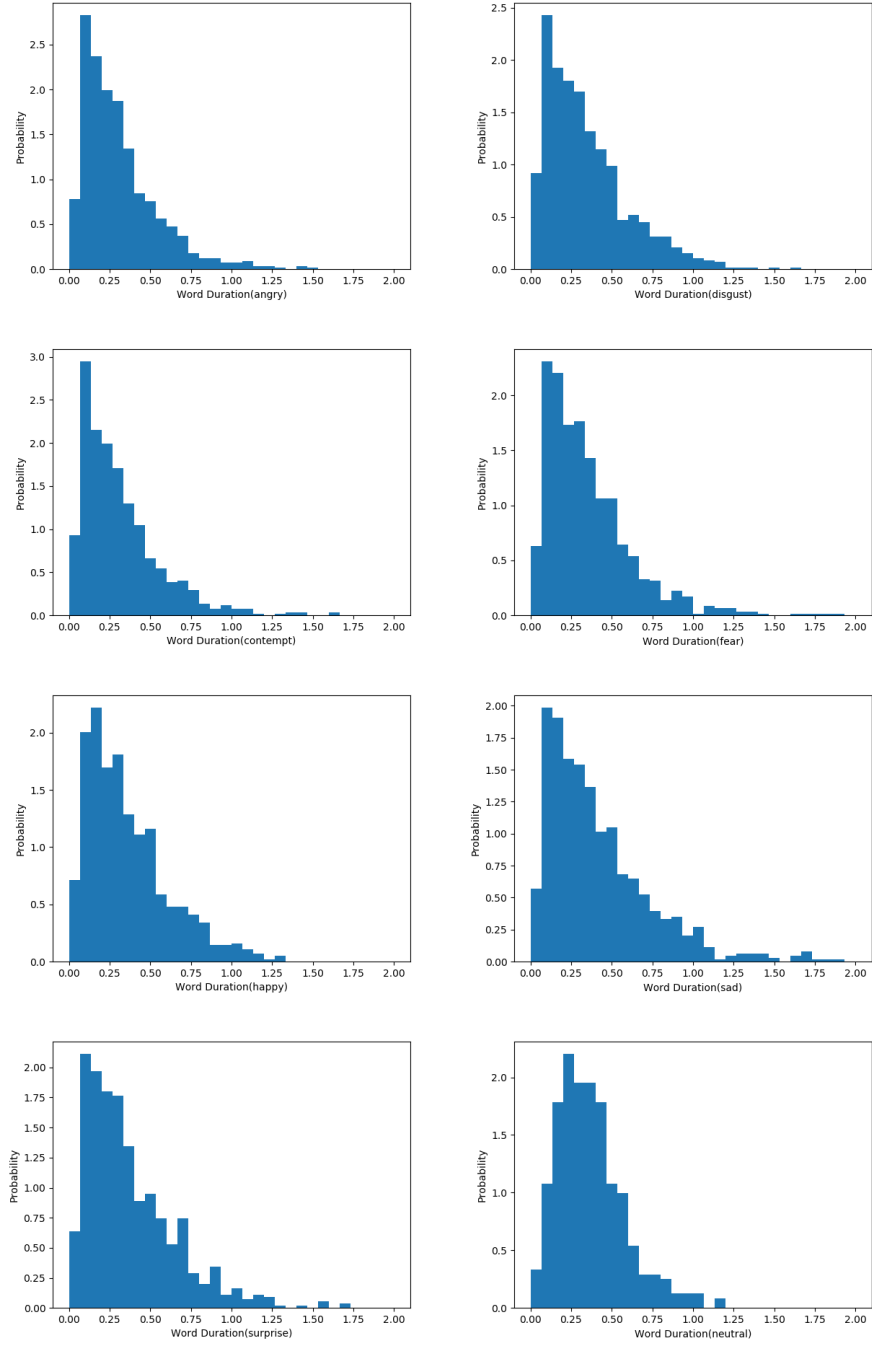 2.5
2.0
1.5
1.0
0.5
0.0
Probability
0.00 0.25 0.50 0.75 1.00 1.25 1.50 1.75 2.00
Word Duration(angry)
2.5
2.0
1.5
1.0
0.5
0.0
Probability
0.00 0.25 0.50 0.75 1.00 1.25 1.50 1.75 2.00
Word Duration(disgust)
3.0
2.5
2.0
1.5
1.0
0.5
0.0
Probability
0.00 0.25 0.50 0.75 1.00 1.25 1.50 1.75 2.00
Word Duration(contempt)
2.0
1.5
1.0
0.5
0.0
Probability
0.00 0.25 0.50 0.75 1.00 1.25 1.50 1.75 2.00
Word Duration(fear)
2.0
1.5
1.0
0.5
0.0
Probability
0.00 0.25 0.50 0.75 1.00 1.25 1.50 1.75 2.00
Word Duration(happy)
2.00
1.75
1.50
1.25
1.00
0.75
0.50
0.25
0.00
Probability
0.00 0.25 0.50 0.75 1.00 1.25 1.50 1.75 2.00
Word Duration(sad)
2.00
1.75
1.50
1.25
1.00
0.75
0.50
0.25
0.00
Probability
0.00 0.25 0.50 0.75 1.00 1.25 1.50 1.75 2.00
Word Duration(surprise)
2.0
1.5
1.0
0.5
0.0
Probability
0.00 0.25 0.50 0.75 1.00 1.25 1.50 1.75 2.00
Word Duration(neutral)